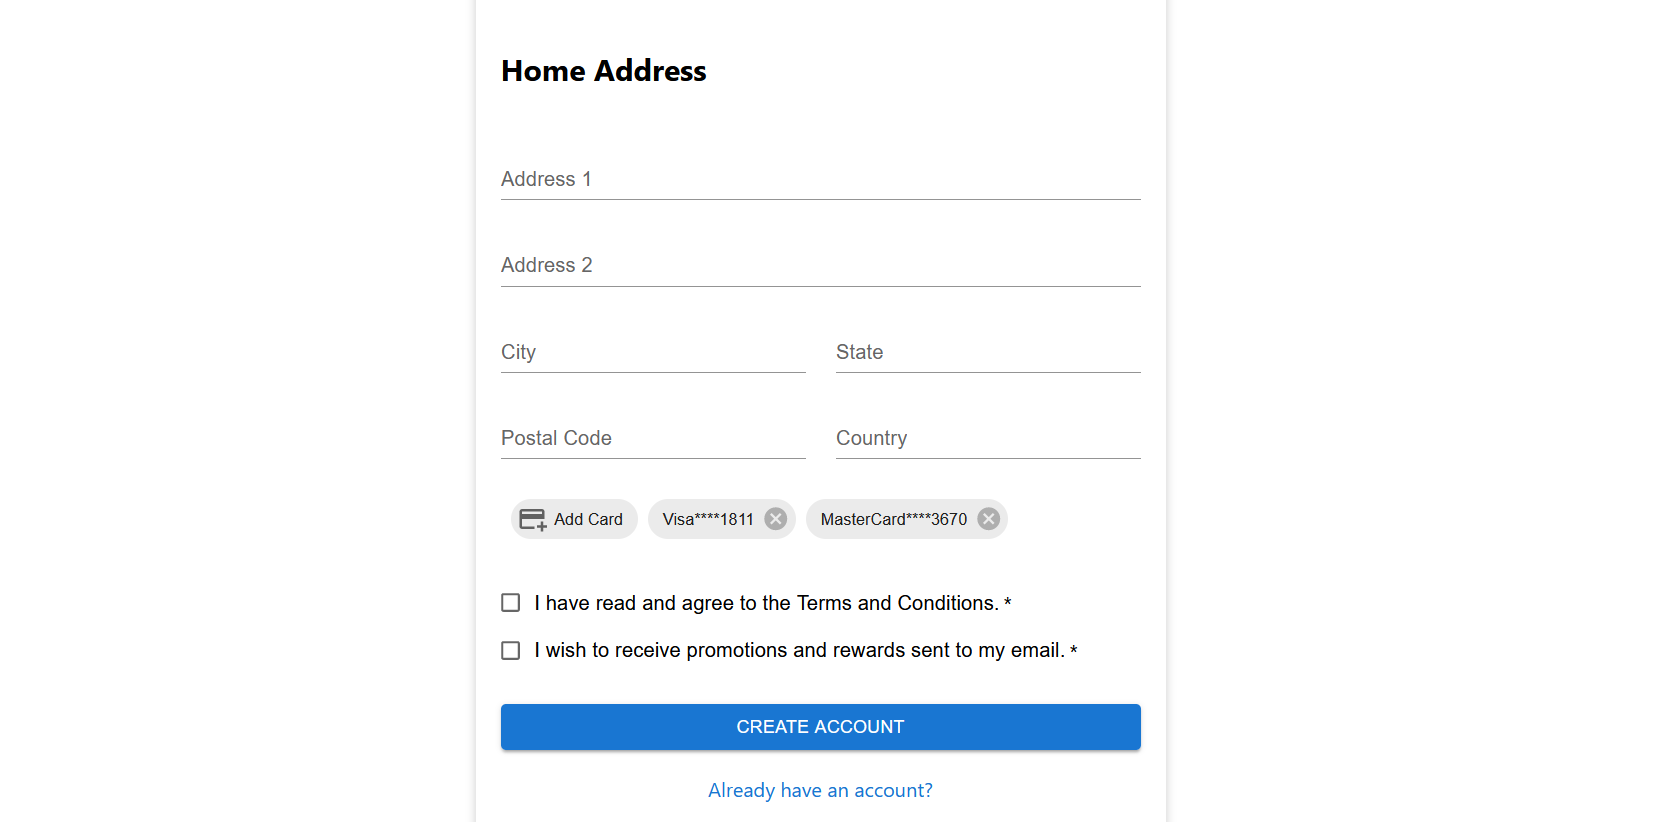 Home Address
Address 1
Address 2
City State
Postal Code Country
Add Card Visa****1811 MasterCard****3670
I have read and agree to the Terms and Conditions. *
I wish to receive promotions and rewards sent to my email. *
CREATE ACCOUNT
Already have an account?